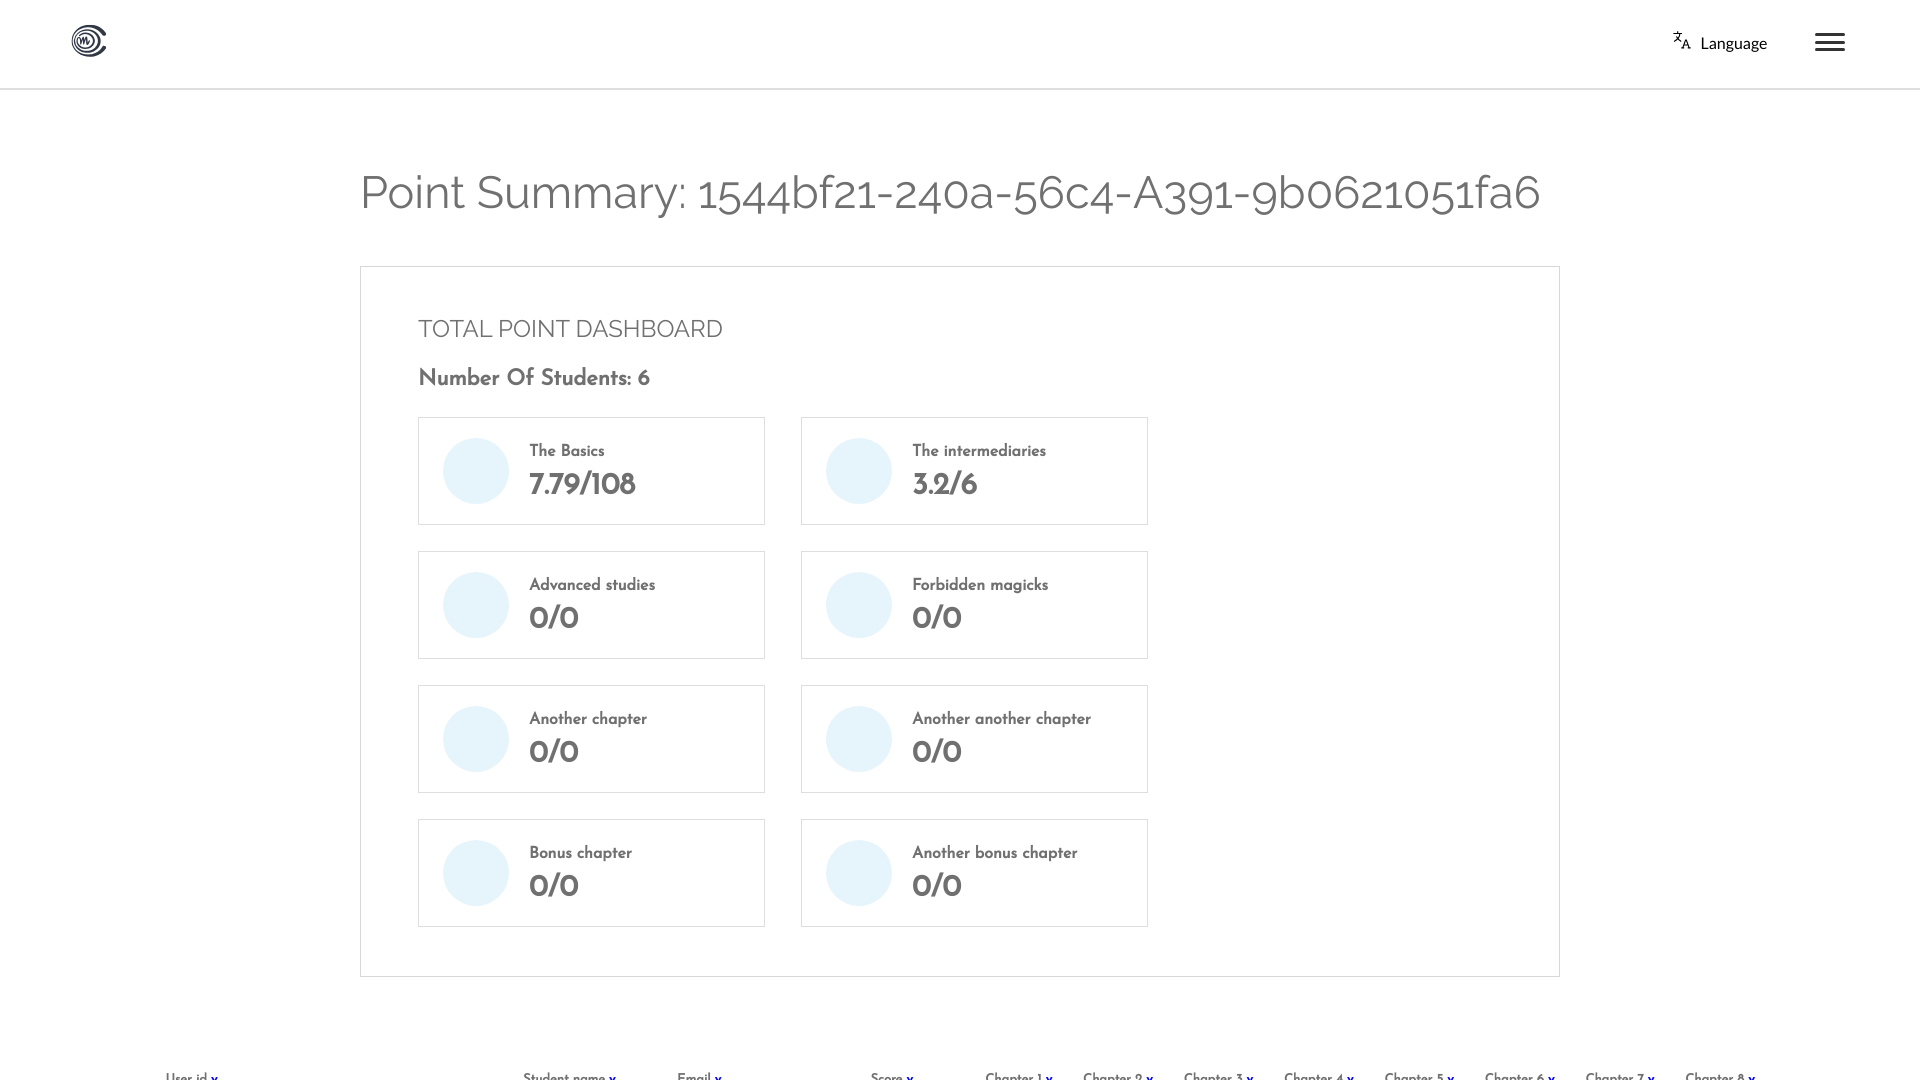 Language
Point Summary: 1544bf21-240a-56c4-A391-9b0621051fa6
TOTAL POINT DASHBOARD
Number Of Students: 6
The Basics
7.79/108
The intermediaries
3.2/6
Advanced studies
0/0
Forbidden magicks
0/0
Another chapter
0/0
Another another chapter
0/0
Bonus chapter
0/0
Another bonus chapter
0/0
User id v Student name v Email v Score v Chapter 1 v Chapter 2 v Chapter 3 v Chapter 4 v Chapter 5 v Chapter 6 v Chapter 7 v Chapter 8 v